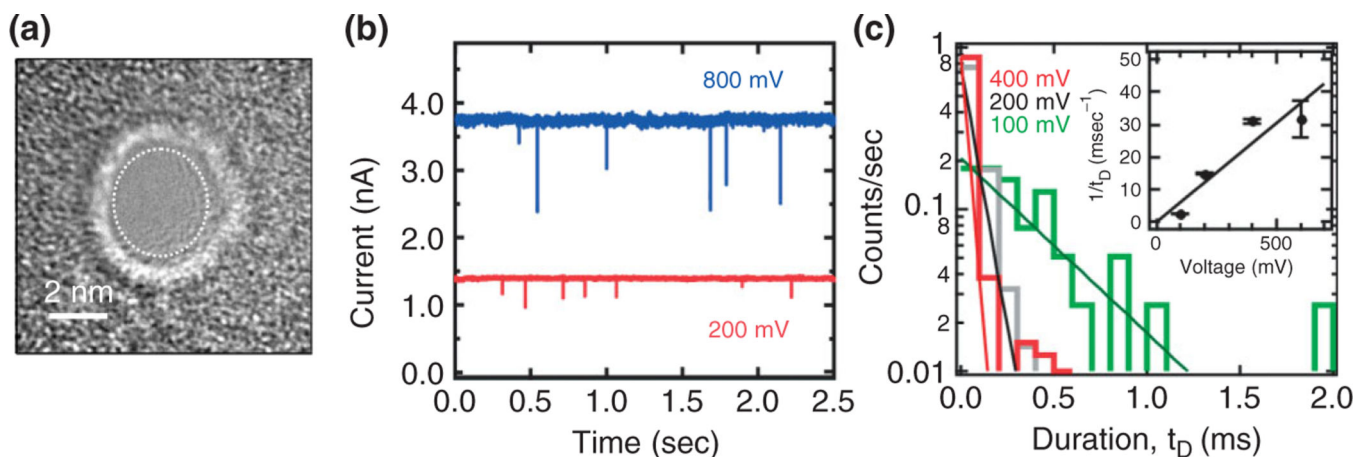 (a)
2 nm
(b)
Current (nA)
4.0
3.0
2.0
1.0
0.0
800 mV
200 mV
0.0 0.5 1.0 1.5 2.0 2.5
Time (sec)
(c)
Counts/sec
1
8
6
4
2
0.1
8
6
4
2
0.01
400 mV
200 mV
100 mV
1/tD (msec−1)
50
40
30
20
10
0
0 500
Voltage (mV)
0.0 0.5 1.0 1.5 2.0
Duration, tD (ms)